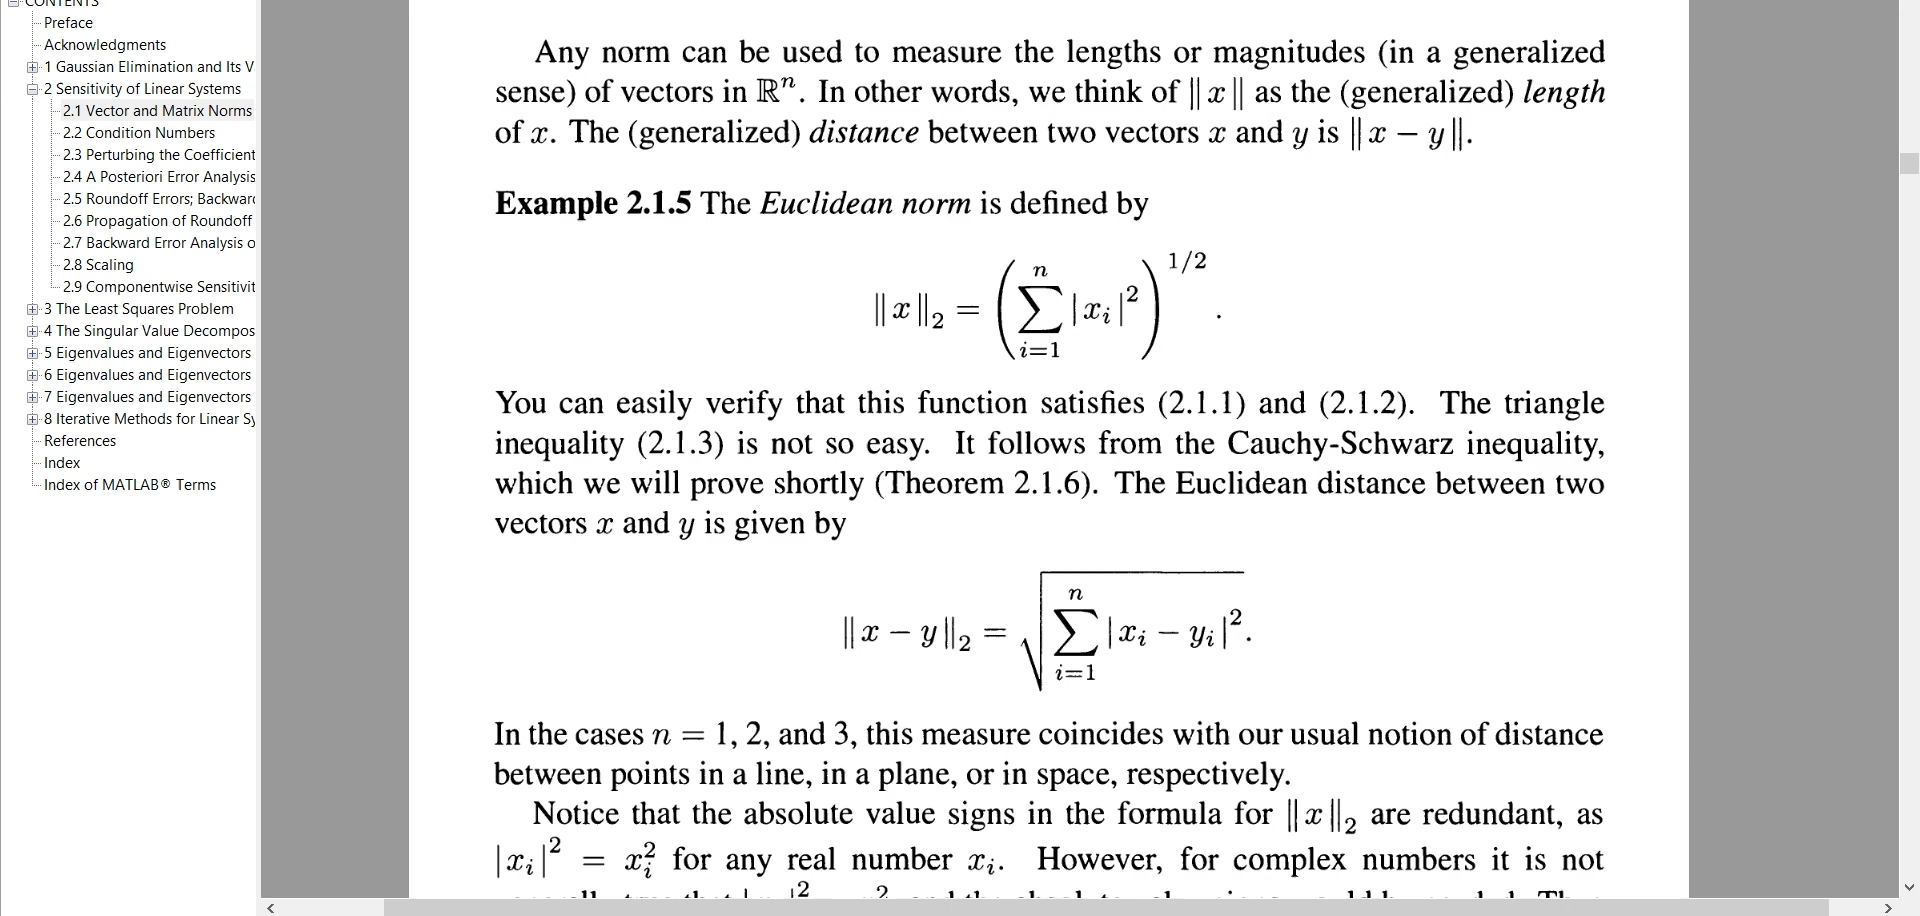 CONTENTS
Preface
Acknowledgments
1 Gaussian Elimination and Its V
2 Sensitivity of Linear Systems
2.1 Vector and Matrix Norms
2.2 Condition Numbers
2.3 Perturbing the Coefficient
2.4 A Posteriori Error Analysis
2.5 Roundoff Errors; Backward
2.6 Propagation of Roundoff
2.7 Backward Error Analysis o
2.8 Scaling
2.9 Componentwise Sensitivit
3 The Least Squares Problem
4 The Singular Value Decompos
5 Eigenvalues and Eigenvectors
6 Eigenvalues and Eigenvectors
7 Eigenvalues and Eigenvectors
8 Iterative Methods for Linear Sy
References
Index
Index of MATLAB® Terms
Any norm can be used to measure the lengths or magnitudes (in a generalized
sense) of vectors in ℝⁿ. In other words, we think of ‖x‖ as the (generalized) length
of x. The (generalized) distance between two vectors x and y is ‖x − y‖.
Example 2.1.5 The Euclidean norm is defined by
‖x‖₂ = (∑_{i=1}^{n} |x_i|²)^{1/2}.
You can easily verify that this function satisfies (2.1.1) and (2.1.2). The triangle
inequality (2.1.3) is not so easy. It follows from the Cauchy-Schwarz inequality,
which we will prove shortly (Theorem 2.1.6). The Euclidean distance between two
vectors x and y is given by
‖x − y‖₂ = √(∑_{i=1}^{n} |x_i − y_i|²).
In the cases n = 1, 2, and 3, this measure coincides with our usual notion of distance
between points in a line, in a plane, or in space, respectively.
Notice that the absolute value signs in the formula for ‖x‖₂ are redundant, as
|x_i|² = x_i² for any real number x_i. However, for complex numbers it is not